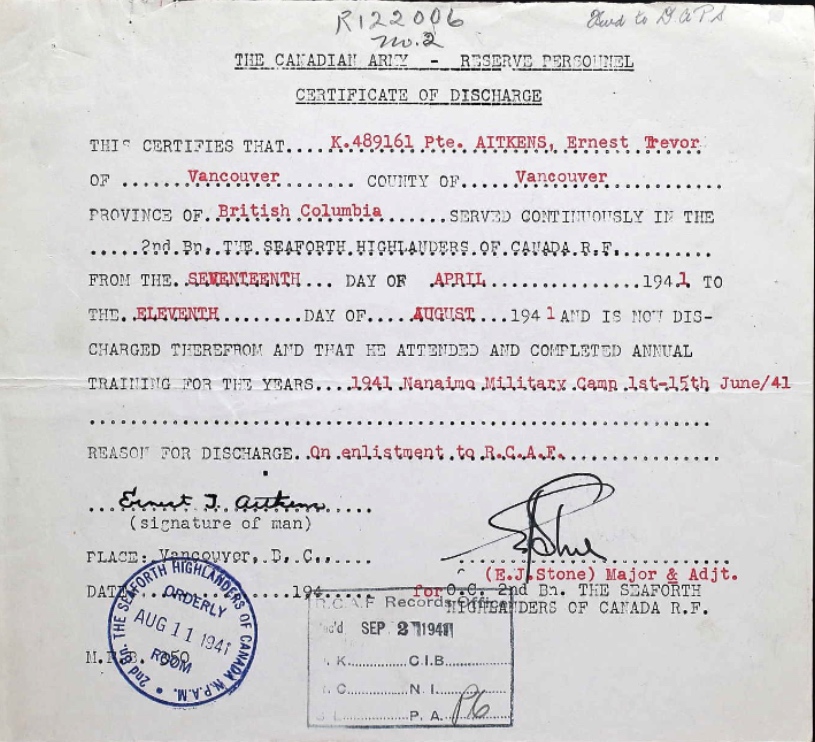 R122006
no. 2
THE CANADIAN ARMY - RESERVE PERSONNEL
CERTIFICATE OF DISCHARGE
THIS CERTIFIES THAT.... K.489161 Pte. AITKENS, Ernest Trevor
OF ......Vancouver......... COUNTY OF.....Vancouver............
PROVINCE OF. British Columbia ......SERVED CONTINUOUSLY IN THE
.....2nd Bn. THE SEAFORTH HIGHLANDERS OF CANADA R.F...........
FROM THE..SEVENTEENTH... DAY OF APRIL................1941 TO
THE..ELEVENTH........DAY OF.....AUGUST....1941 AND IS NOW DIS-
CHARGED THEREFROM AND THAT HE ATTENDED AND COMPLETED ANNUAL
TRAINING FOR THE YEARS....1941 Nanaimo Military Camp 1st-15th June/41
REASON FOR DISCHARGE..On enlistment to R.C.A.F.
Ernest T. Aitkens
(signature of man)
PLACE: Vancouver, B. C.,....
(E.J.Stone) Major & Adjt.
DATE...............194..... for O.C. 2nd Bn. THE SEAFORTH
HIGHLANDERS OF CANADA R.F.
2nd Bn. THE SEAFORTH HIGHLANDERS OF CANADA N.P.A.M.
ORDERLY
AUG 11 1941
ROOM
R.C.A.F Records Office
Rec'd SEP 2 1941
K..............C.I.B..............
C..............N. I..............
P. A. P6